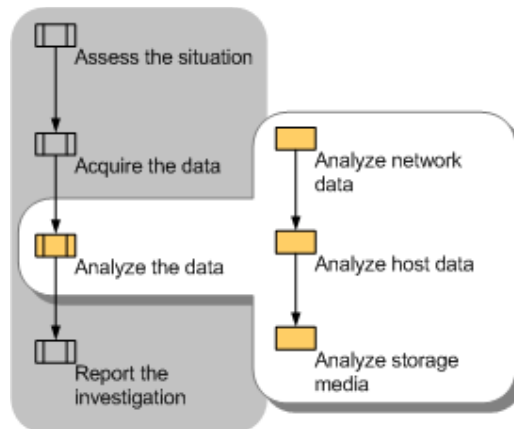 Assess the situation
Acquire the data
Analyze the data
Report the
investigation
Analyze network
data
Analyze host data
Analyze storage
media